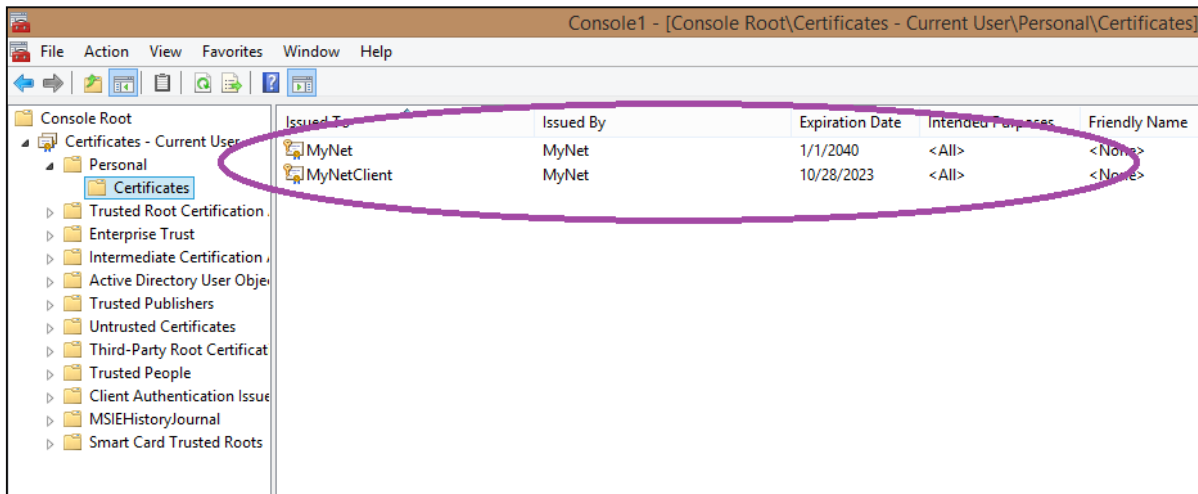 Console1 - [Console Root\Certificates - Current User\Personal\Certificates]
File Action View Favorites Window Help
Console Root
Certificates - Current User
Personal
Certificates
Trusted Root Certification
Enterprise Trust
Intermediate Certification
Active Directory User Obje
Trusted Publishers
Untrusted Certificates
Third-Party Root Certificat
Trusted People
Client Authentication Issue
MSIEHistoryJournal
Smart Card Trusted Roots
Issued To Issued By Expiration Date Intended Purposes Friendly Name
MyNet MyNet 1/1/2040 <All> <None>
MyNetClient MyNet 10/28/2023 <All> <None>